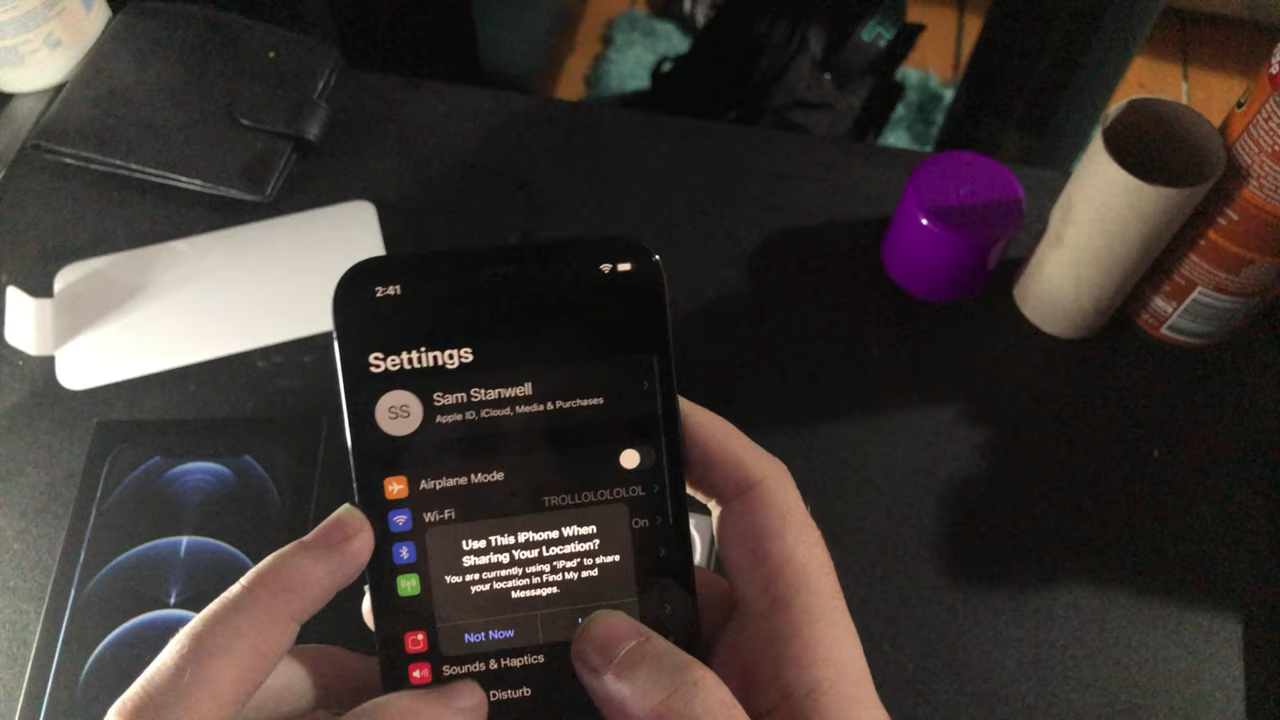 2:41
Settings
SS
Sam Stanwell
Apple ID, iCloud, Media & Purchases
Airplane Mode
Wi-Fi
TROLLOLOLOLOL
On
Use This iPhone When
Sharing Your Location?
You are currently using “iPad” to share
your location in Find My and
Messages.
Not Now
Sounds & Haptics
Disturb